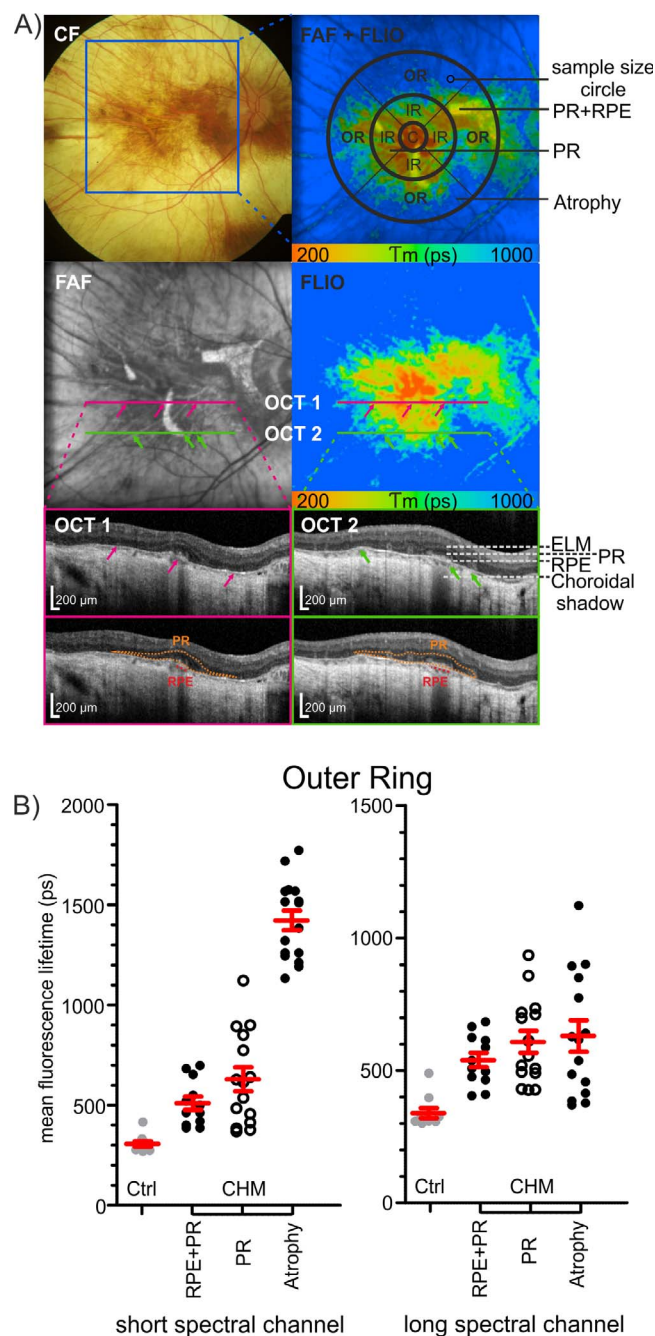 A)
CF
FAF + FLIO
OR
IR
OR IR C IR OR
IR
OR
sample size
circle
PR+RPE
PR
Atrophy
200 Tm (ps) 1000
FAF
FLIO
OCT 1
OCT 2
200 Tm (ps) 1000
OCT 1
OCT 2
ELM
PR
RPE
Choroidal
shadow
200 µm
200 µm
PR
PR
RPE
RPE
200 µm
200 µm
Outer Ring
B)
mean fluorescence lifetime (ps)
2000
1500
1000
500
0
Ctrl
CHM
RPE+PR
PR
Atrophy
short spectral channel
1500
1000
500
0
Ctrl
CHM
RPE+PR
PR
Atrophy
long spectral channel